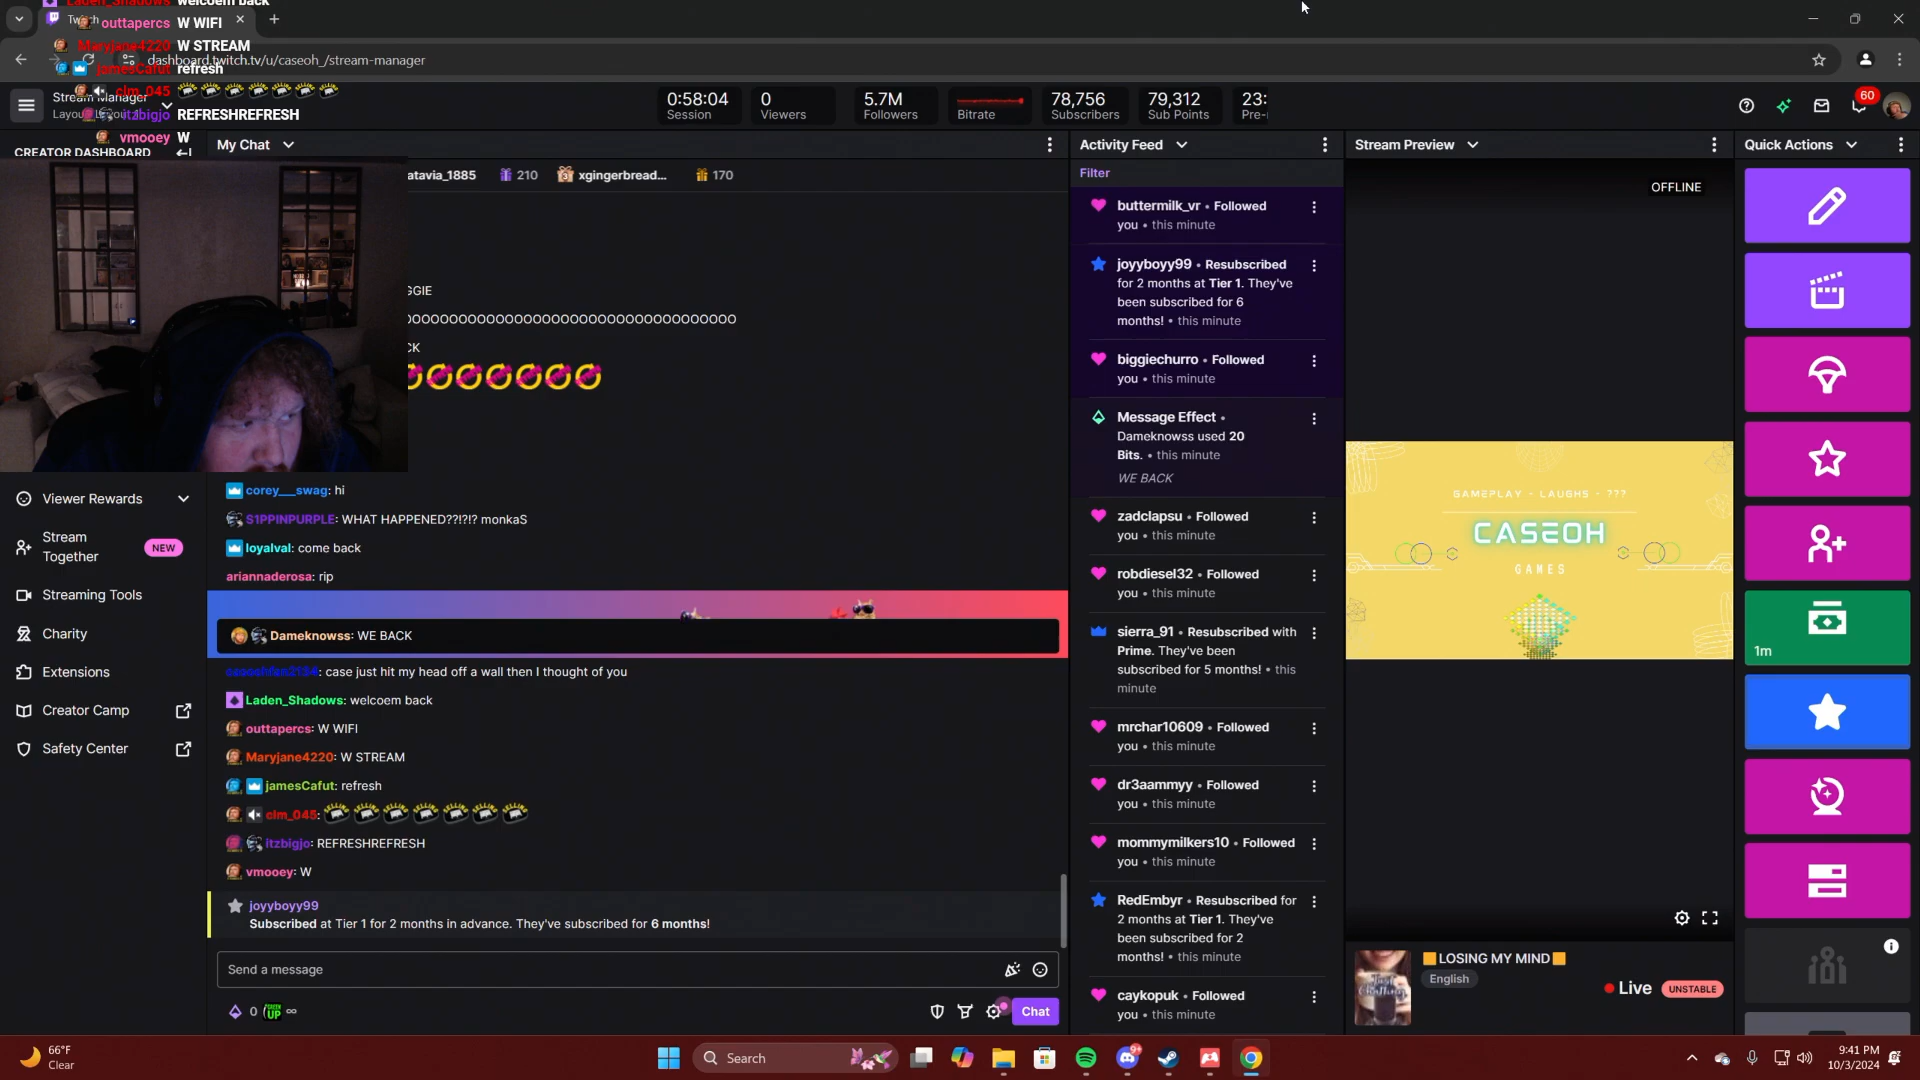 welcoem back
Twitch
outtapercs W WIFI
Maryjane4220 W STREAM
dashboard.twitch.tv/u/caseoh_/stream-manager
jamesCafut refresh
clm_045
Stream Manager
itzbigjo REFRESHREFRESH
vmooey W
CREATOR DASHBOARD
0:58:04
Session
0
Viewers
5.7M
Followers
Bitrate
78,756
Subscribers
79,312
Sub Points
23:
60
My Chat
atavia_1885
210
xgingerbread...
170
GGIE
CK
corey__swag: hi
S1PPINPURPLE: WHAT HAPPENED??!?!? monkaS
loyalval: come back
ariannaderosa: rip
Dameknowss: WE BACK
: case just hit my head off a wall then I thought of you
Laden_Shadows: welcoem back
outtapercs: W WIFI
Maryjane4220: W STREAM
jamesCafut: refresh
clm_045:
itzbigjo: REFRESHREFRESH
vmooey: W
joyyboyy99
Subscribed at Tier 1 for 2 months in advance. They've subscribed for 6 months!
Send a message
0
Chat
Viewer Rewards
Stream
Together
NEW
Streaming Tools
Charity
Extensions
Creator Camp
Safety Center
Activity Feed
Filter
buttermilk_vr • Followed
you • this minute
joyyboyy99 • Resubscribed
for 2 months at Tier 1. They've
been subscribed for 6
months! • this minute
biggiechurro • Followed
you • this minute
Message Effect •
Dameknowss used 20
Bits. • this minute
WE BACK
zadclapsu • Followed
you • this minute
robdiesel32 • Followed
you • this minute
sierra_91 • Resubscribed with
Prime. They've been
subscribed for 5 months! • this
minute
mrchar10609 • Followed
you • this minute
dr3aammyy • Followed
you • this minute
mommymilkers10 • Followed
you • this minute
RedEmbyr • Resubscribed for
2 months at Tier 1. They've
been subscribed for 2
months! • this minute
caykopuk • Followed
you • this minute
Stream Preview
OFFLINE
GAMEPLAY • LAUGHS • ???
CASEOH
GAMES
LOSING MY MIND
English
Live
UNSTABLE
Quick Actions
1m
66°F
Clear
Search
9:41 PM
10/3/2024